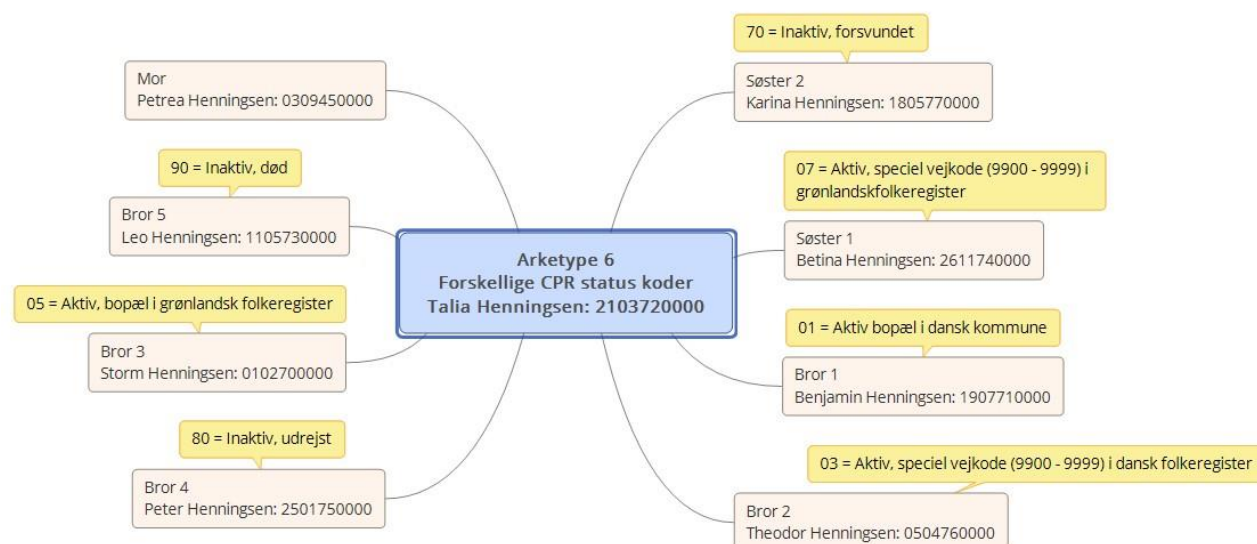 70 = Inaktiv, forsvundet
Mor
Petrea Henningsen: 0309450000
Søster 2
Karina Henningsen: 1805770000
90 = Inaktiv, død
07 = Aktiv, speciel vejkode (9900 - 9999) i
grønlandskfolkeregister
Bror 5
Leo Henningsen: 1105730000
Søster 1
Betina Henningsen: 2611740000
Arketype 6
Forskellige CPR status koder
Talia Henningsen: 2103720000
05 = Aktiv, bopæl i grønlandsk folkeregister
01 = Aktiv bopæl i dansk kommune
Bror 3
Storm Henningsen: 0102700000
Bror 1
Benjamin Henningsen: 1907710000
80 = Inaktiv, udrejst
03 = Aktiv, speciel vejkode (9900 - 9999) i dansk folkeregister
Bror 4
Peter Henningsen: 2501750000
Bror 2
Theodor Henningsen: 0504760000